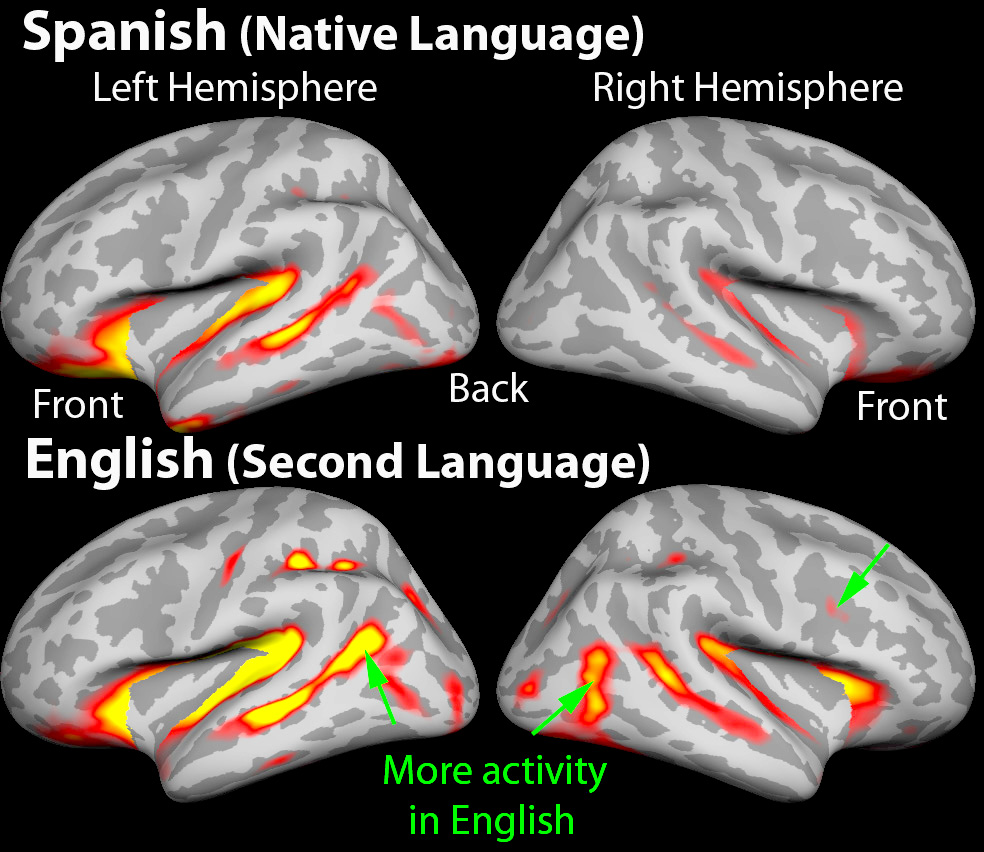 Spanish (Native Language)
Left Hemisphere
Right Hemisphere
Front
Back
Front
English (Second Language)
More activity
in English